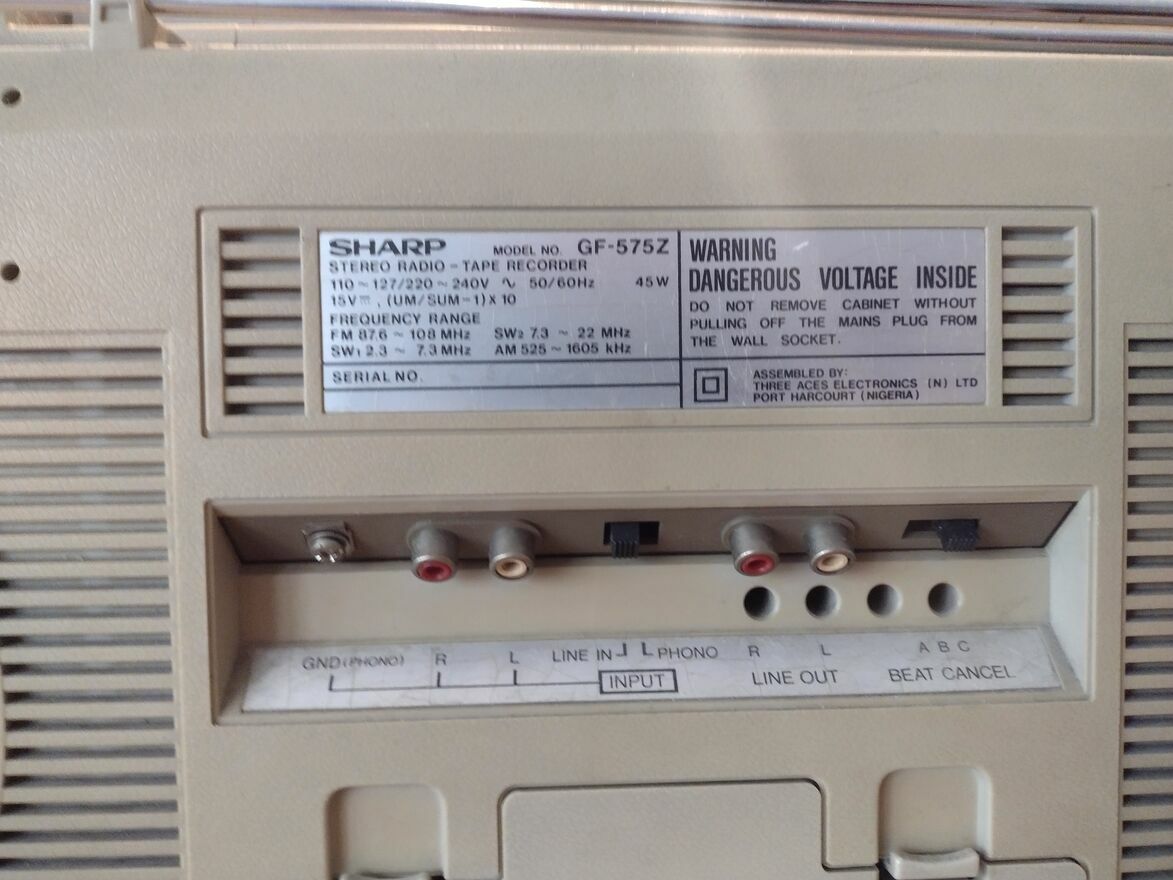 SHARP MODEL NO. GF-575Z
STEREO RADIO-TAPE RECORDER
110~127/220~240V ∿ 50/60Hz 45W
15V⎓, (UM/SUM-1) X 10
FREQUENCY RANGE
FM 87.6 ~ 108 MHz SW2 7.3 ~ 22 MHz
SW1 2.3 ~ 7.3 MHz AM 525 ~ 1605 kHz
SERIAL NO.
WARNING
DANGEROUS VOLTAGE INSIDE
DO NOT REMOVE CABINET WITHOUT
PULLING OFF THE MAINS PLUG FROM
THE WALL SOCKET.
ASSEMBLED BY:
THREE ACES ELECTRONICS (N) LTD
PORT HARCOURT (NIGERIA)
GND(PHONO) R L LINE IN PHONO R L A B C
INPUT LINE OUT BEAT CANCEL